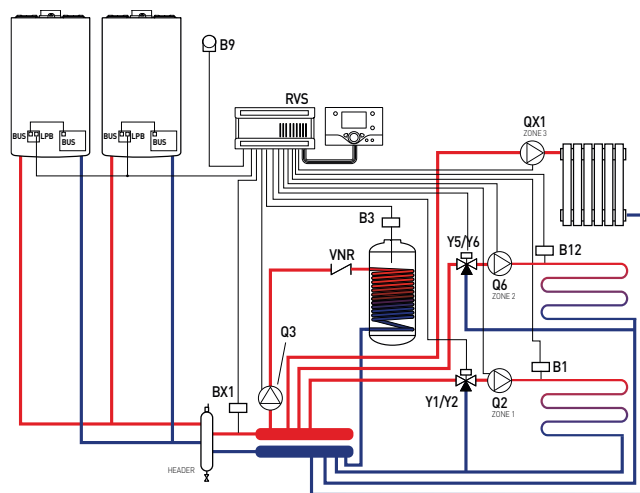 B9
RVS
BUS LPB
BUS
BUS LPB
BUS
QX1
ZONE 3
B3
VNR
Y5/Y6
B12
Q6
ZONE 2
Q3
BX1
B1
Y1/Y2
Q2
ZONE 1
HEADER